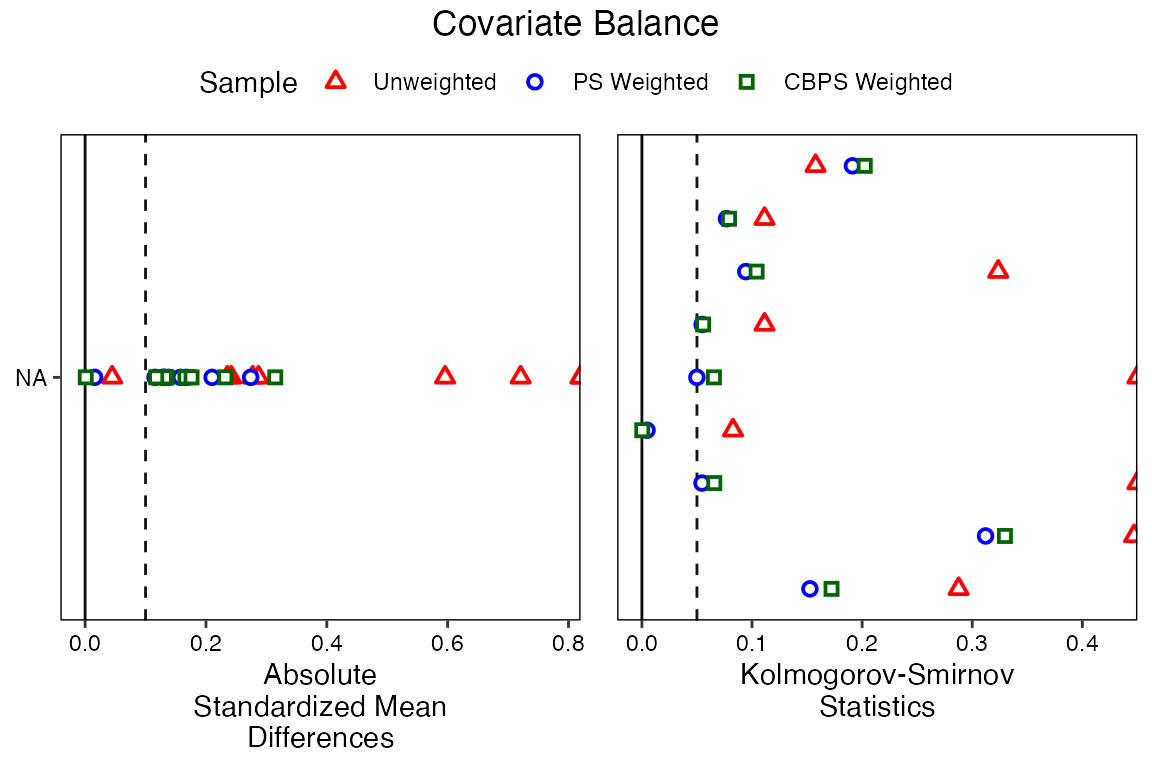 Covariate Balance
Sample Unweighted PS Weighted CBPS Weighted
NA
0.0 0.2 0.4 0.6 0.8
Absolute
Standardized Mean
Differences
0.0 0.1 0.2 0.3 0.4
Kolmogorov-Smirnov
Statistics